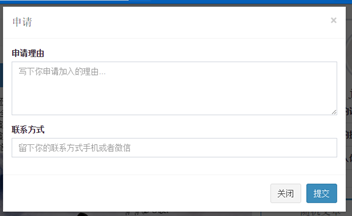 申请
×
申请理由
写下你申请加入的理由...
联系方式
留下你的联系方式手机或者微信
关闭 提交